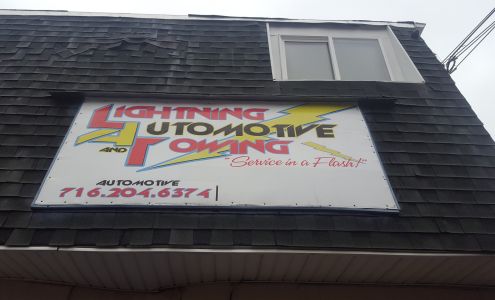 LIGHTNING
AUTOMOTIVE
AND TOWING
"Service in a Flash!"
AUTOMOTIVE
716.204.6374